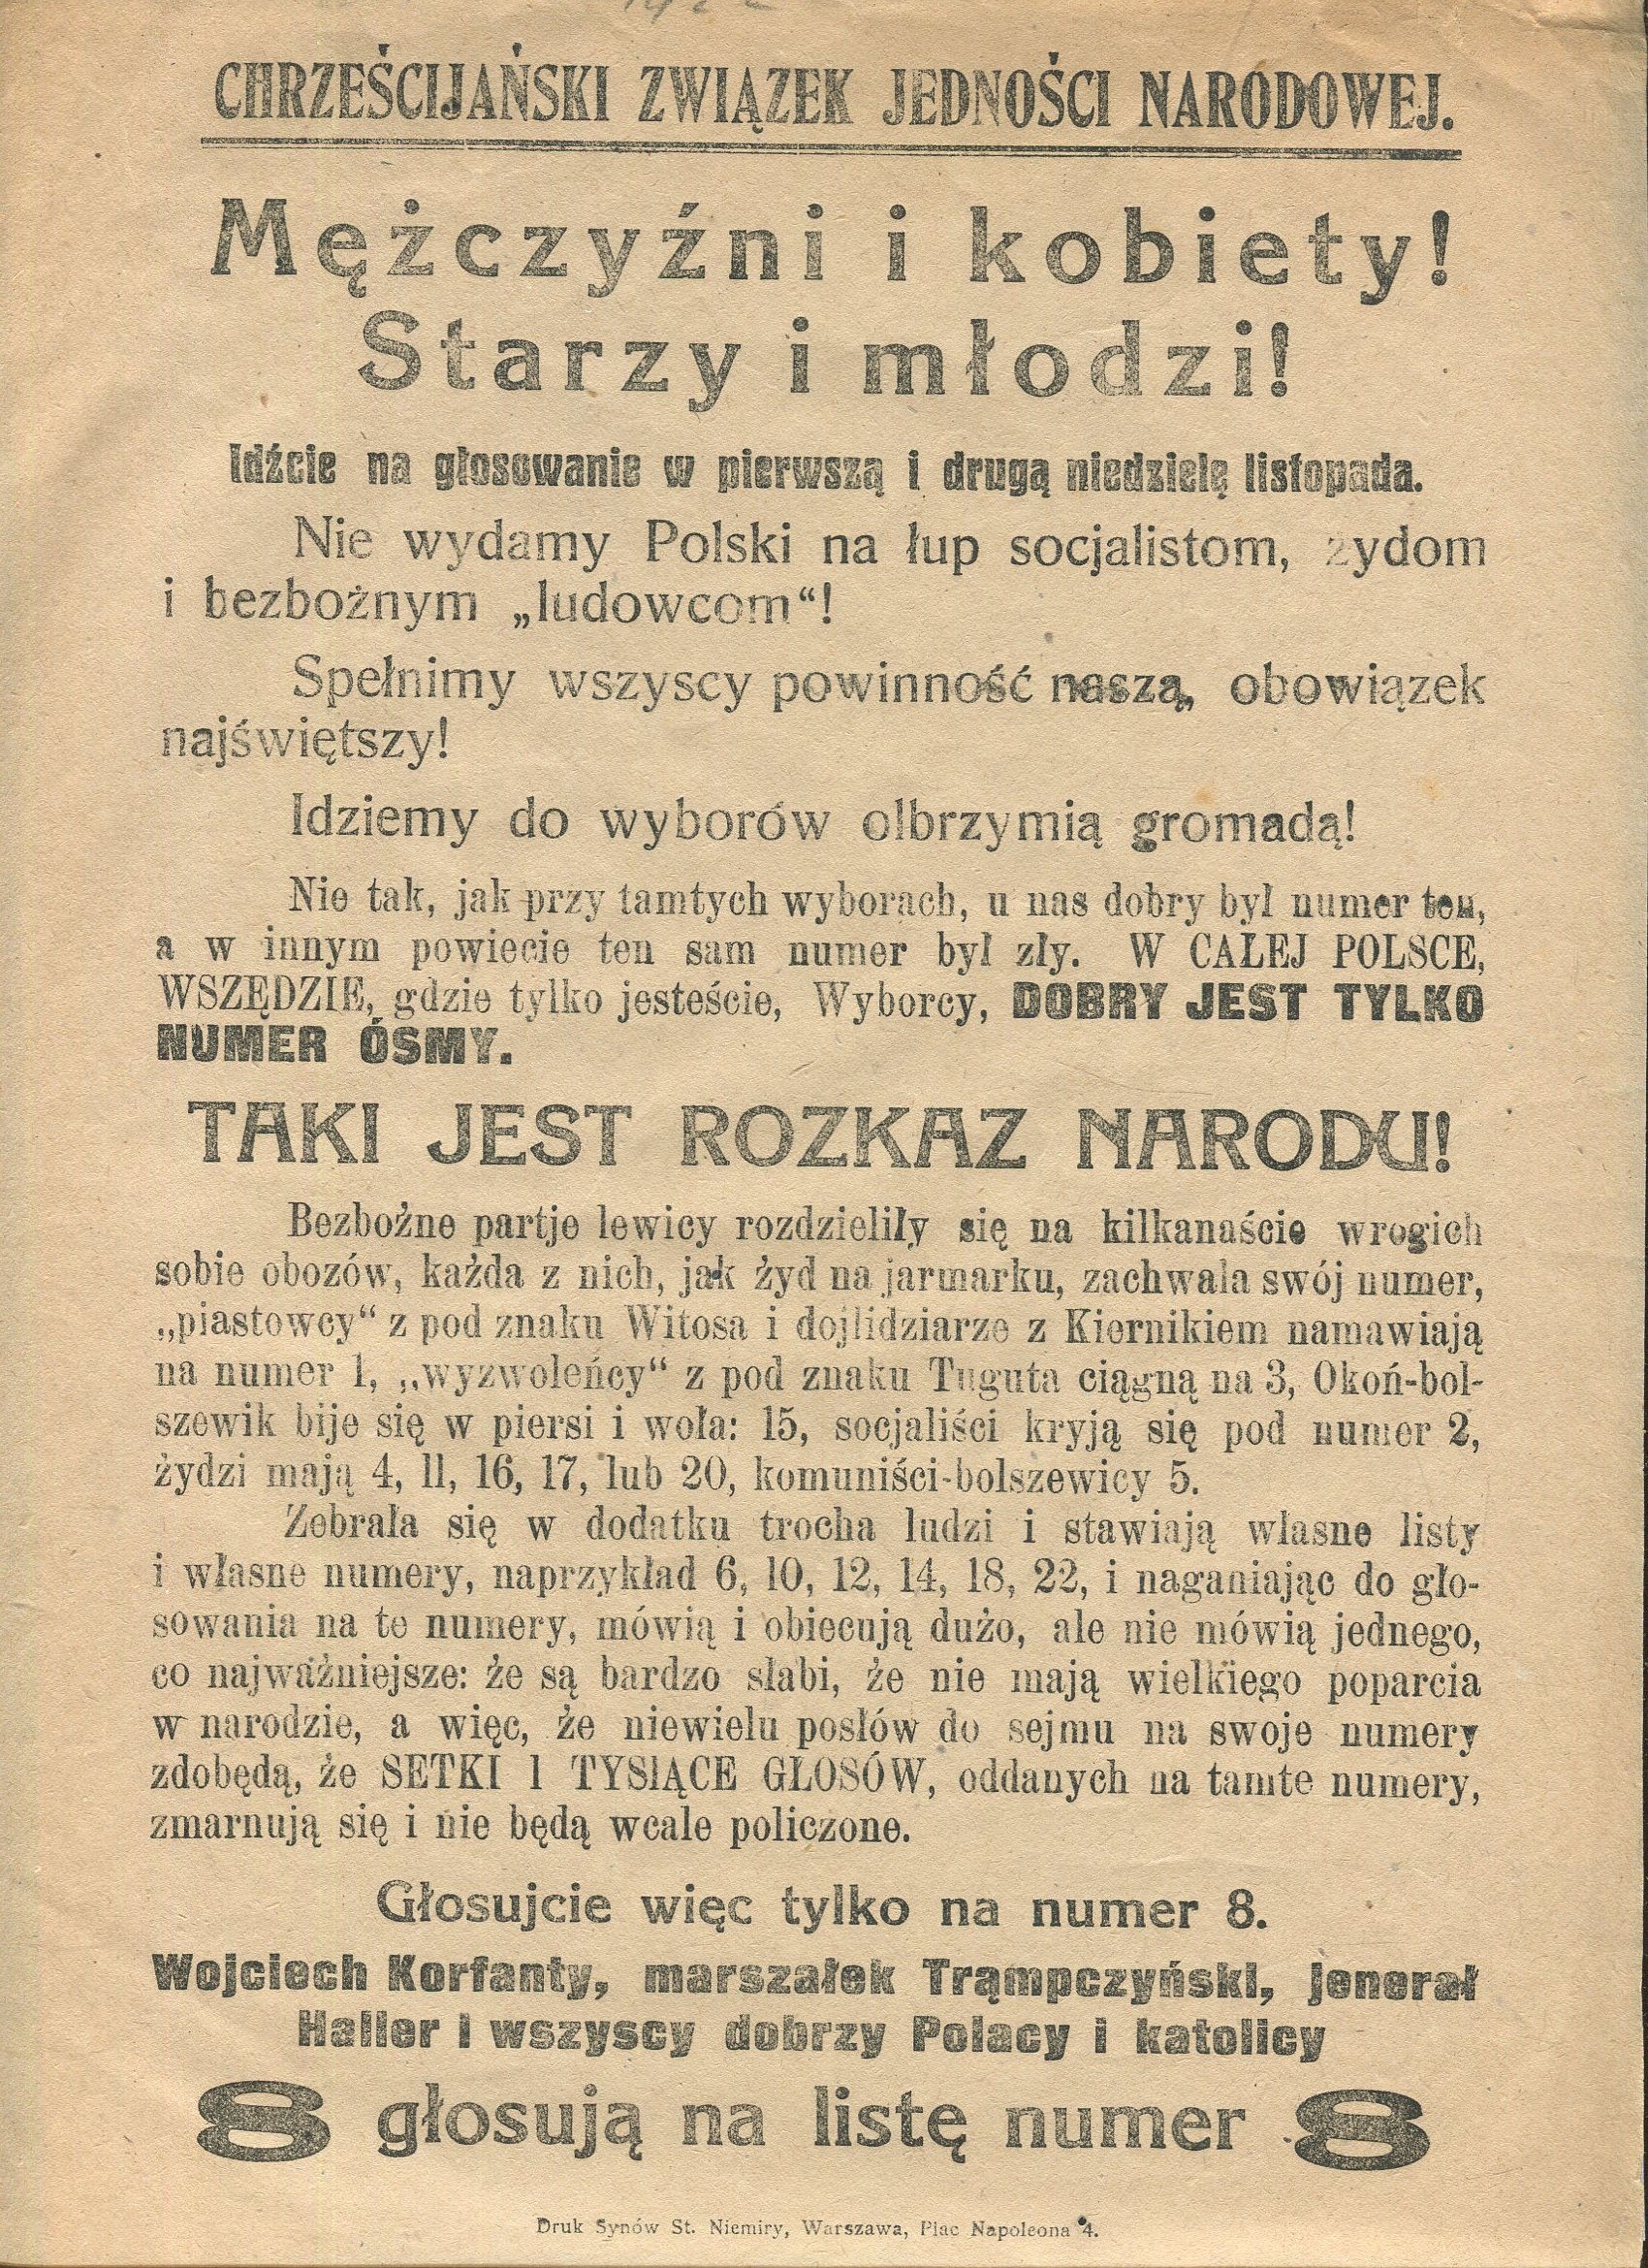 CHRZEŚCIJAŃSKI ZWIĄZEK JEDNOŚCI NARODOWEJ.
Mężczyźni i kobiety!
Starzy i młodzi!
Idźcie na głosowanie w pierwszą i drugą niedzielę listopada.
Nie wydamy Polski na łup socjalistom, żydom
i bezbożnym „ludowcom“!
Spełnimy wszyscy powinność naszą, obowiązek
najświętszy!
Idziemy do wyborów olbrzymią gromadą!
Nie tak, jak przy tamtych wyborach, u nas dobry był numer ten,
a w innym powiecie ten sam numer był zły. W CAŁEJ POLSCE,
WSZĘDZIE, gdzie tylko jesteście, Wyborcy, DOBRY JEST TYLKO
NUMER ÓSMY.
TAKI JEST ROZKAZ NARODU!
Bezbożne partje lewicy rozdzieliły się na kilkanaście wrogich
sobie obozów, każda z nich, jak żyd na jarmarku, zachwala swój numer,
„piastowcy“ z pod znaku Witosa i dojlidziarze z Kiernikiem namawiają
na numer 1, „wyzwoleńcy“ z pod znaku Tuguta ciągną na 3, Okoń-bol-
szewik bije się w piersi i woła: 15, socjaliści kryją się pod numer 2,
żydzi mają 4, 11, 16, 17, lub 20, komuniści-bolszewicy 5.
Zebrała się w dodatku trocha ludzi i stawiają własne listy
i własne numery, naprzykład 6, 10, 12, 14, 18, 22, i naganiając do gło-
sowania na te numery, mówią i obiecują dużo, ale nie mówią jednego,
co najważniejsze: że są bardzo słabi, że nie mają wielkiego poparcia
w narodzie, a więc, że niewielu posłów do sejmu na swoje numery
zdobędą, że SETKI I TYSIĄCE GŁOSÓW, oddanych na tamte numery,
zmarnują się i nie będą wcale policzone.
Głosujcie więc tylko na numer 8.
Wojciech Korfanty, marszałek Trąmpczyński, jenerał
Haller i wszyscy dobrzy Polacy i katolicy
8 głosują na listę numer 8
Druk Synów St. Niemiry, Warszawa, Plac Napoleona 4.